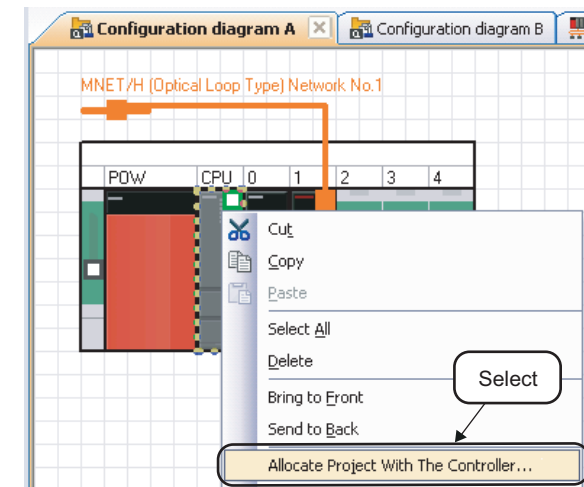 Configuration diagram A
Configuration diagram B
MNET/H (Optical Loop Type) Network No.1
POW CPU 0 1 2 3 4
Cut
Copy
Paste
Select All
Delete
Select
Bring to Front
Send to Back
Allocate Project With The Controller...